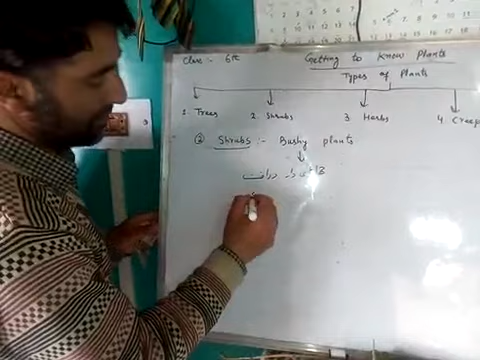 Class :- 6th
Getting to Know Plants
Types of Plants
1. Trees 2. Shrubs 3 Herbs 4. Creep
② Shrubs :- Bushy plants